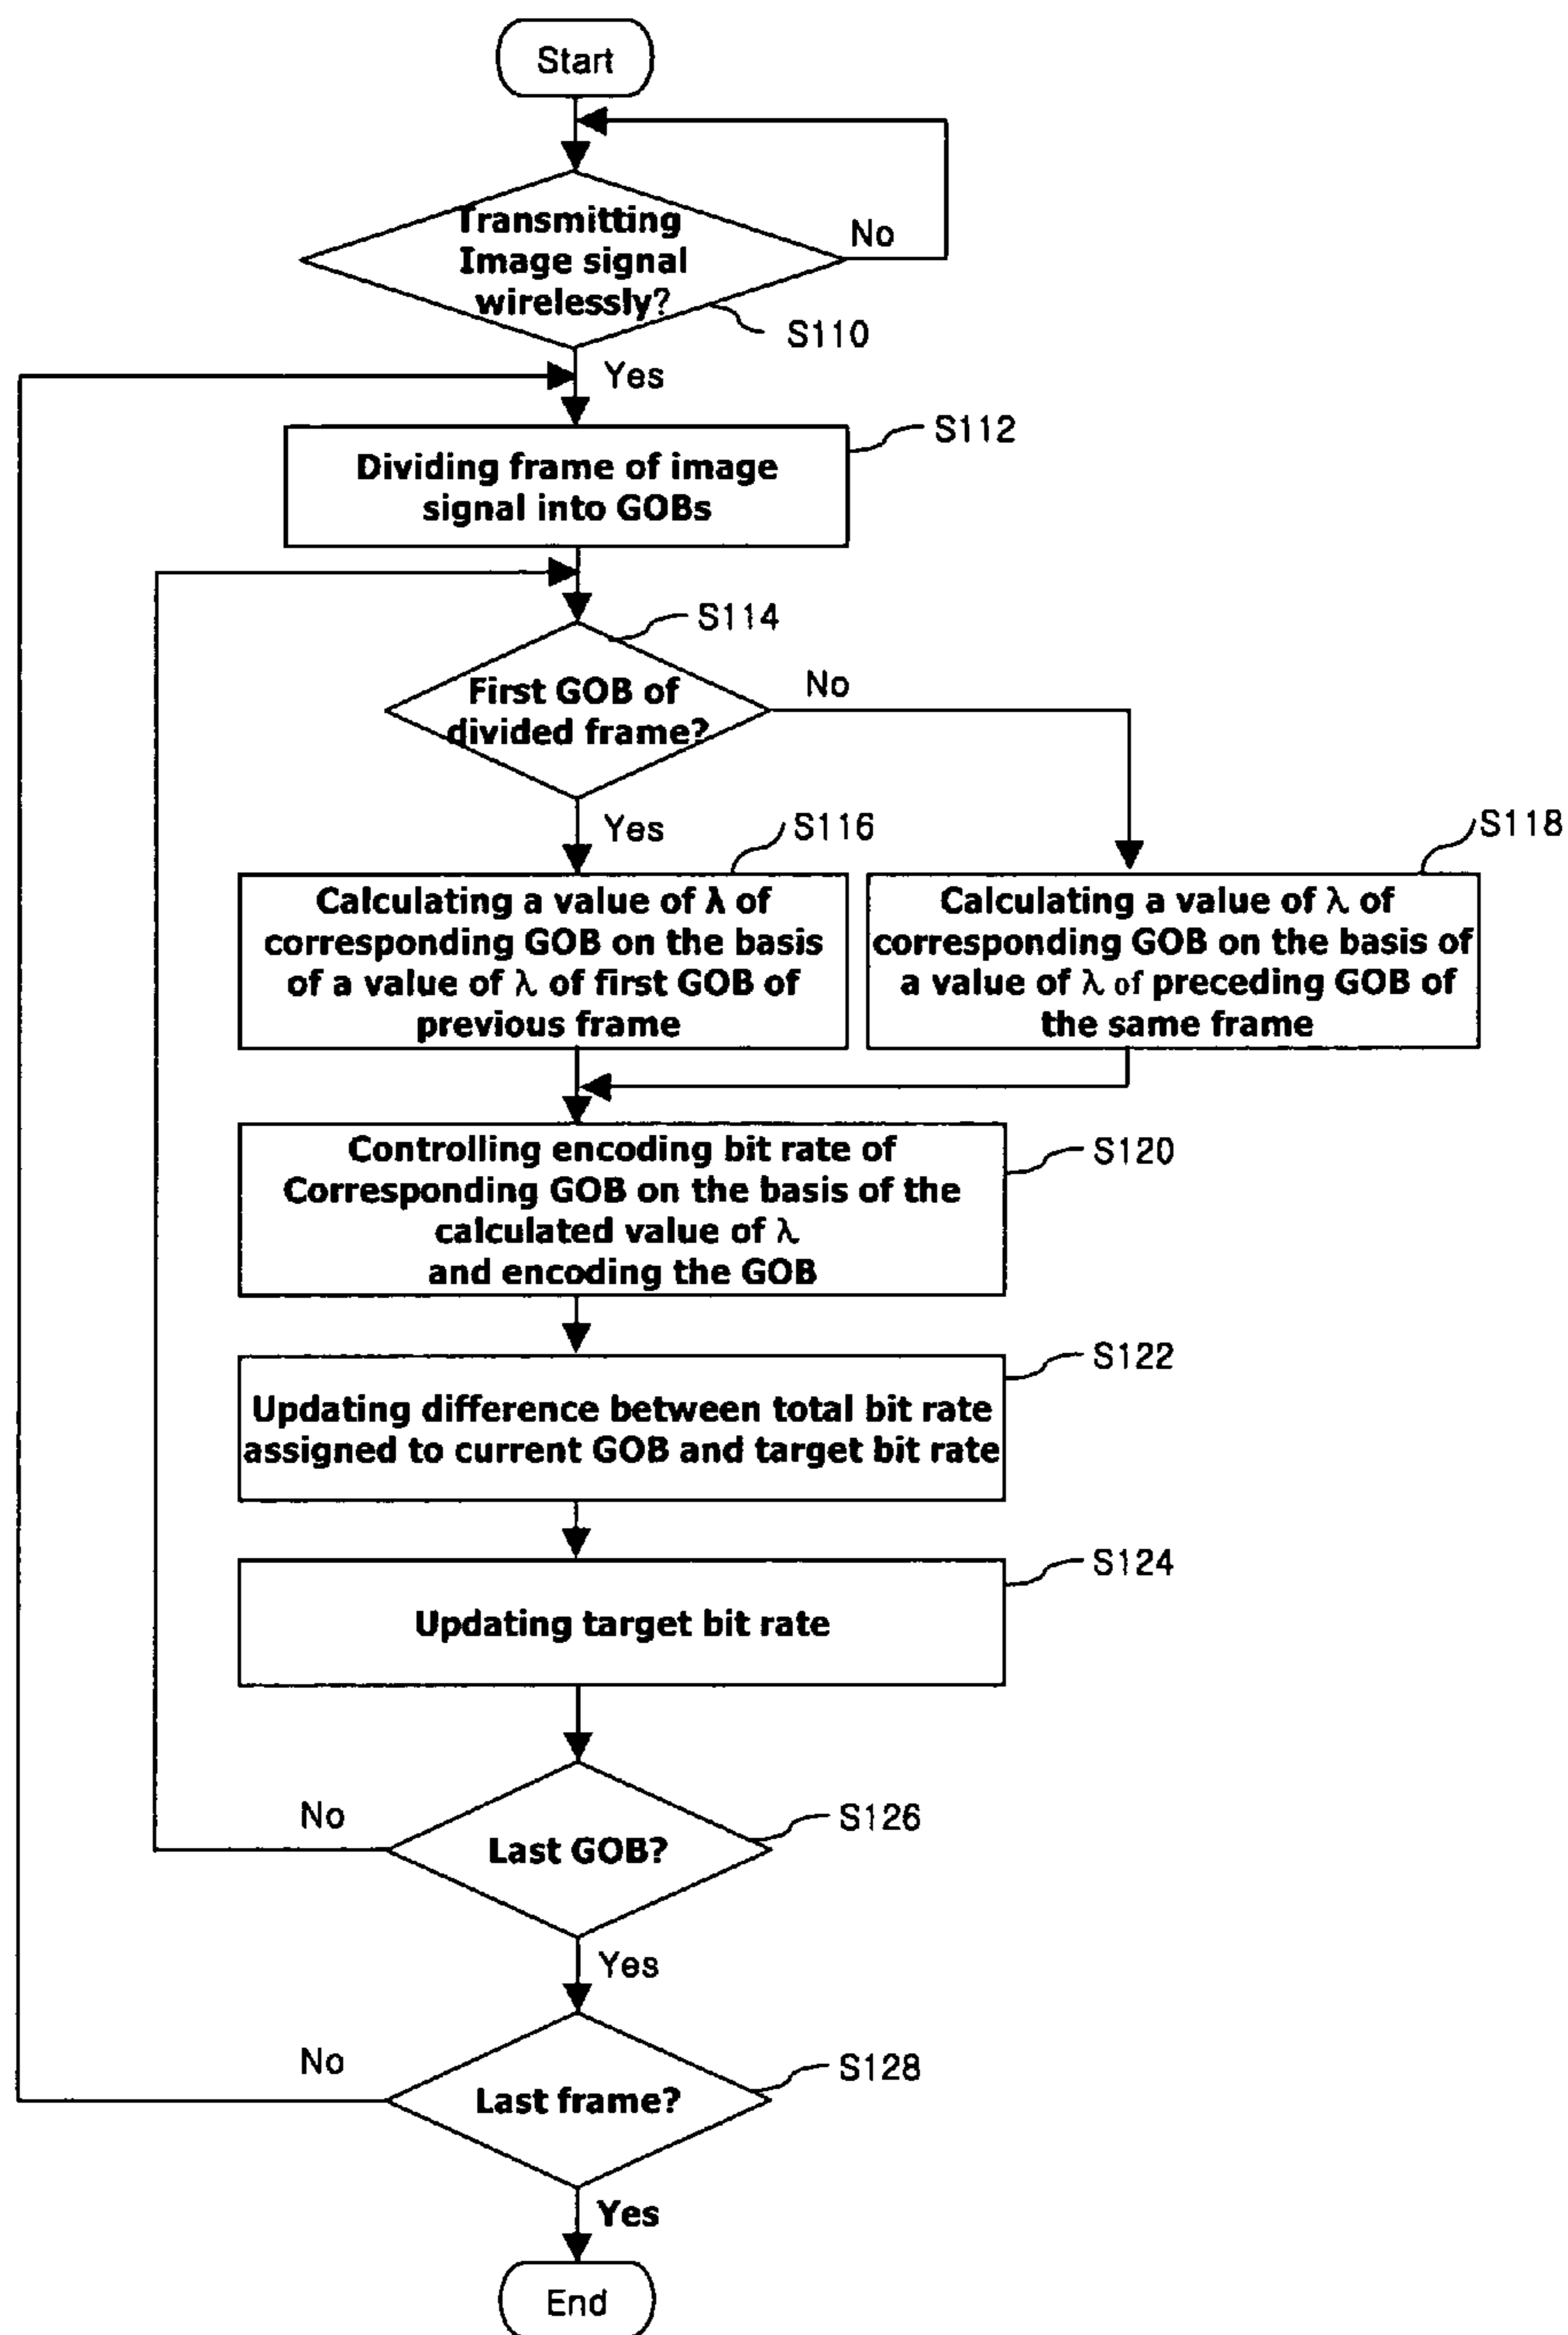 Start
Transmitting
Image signal
wirelessly?
No
S110
Yes
S112
Dividing frame of image
signal into GOBs
S114
First GOB of
divided frame?
No
Yes
S116
S118
Calculating a value of λ of
corresponding GOB on the basis
of a value of λ of first GOB of
previous frame
Calculating a value of λ of
corresponding GOB on the basis of
a value of λ of preceding GOB of
the same frame
Controlling encoding bit rate of
Corresponding GOB on the basis of the
calculated value of λ
and encoding the GOB
S120
S122
Updating difference between total bit rate
assigned to current GOB and target bit rate
S124
Updating target bit rate
No
S126
Last GOB?
Yes
No
S128
Last frame?
Yes
End